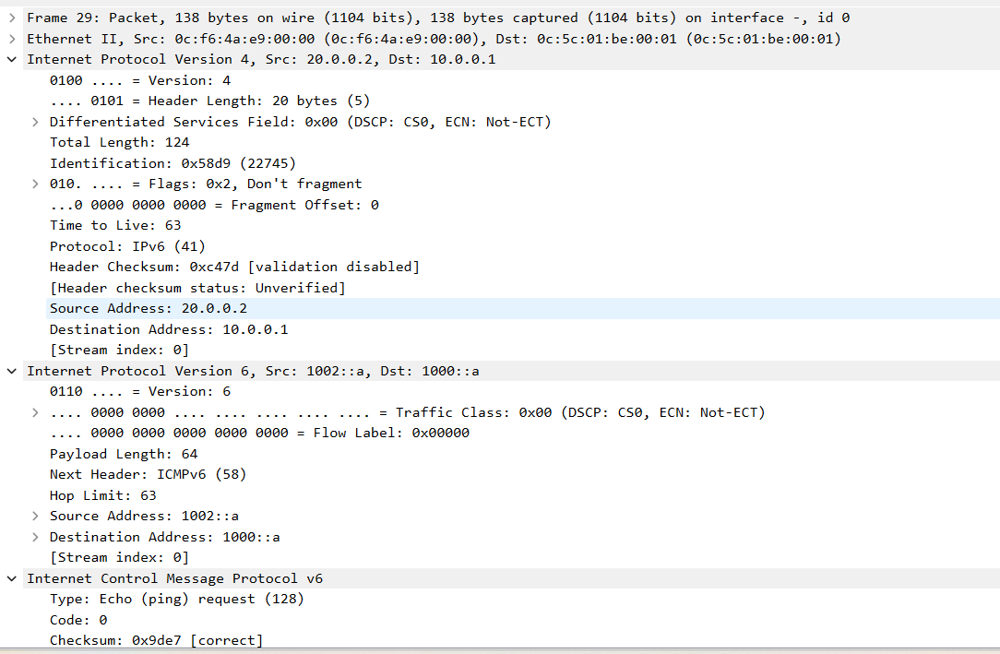 Frame 29: Packet, 138 bytes on wire (1104 bits), 138 bytes captured (1104 bits) on interface -, id 0
Ethernet II, Src: 0c:f6:4a:e9:00:00 (0c:f6:4a:e9:00:00), Dst: 0c:5c:01:be:00:01 (0c:5c:01:be:00:01)
Internet Protocol Version 4, Src: 20.0.0.2, Dst: 10.0.0.1
0100 .... = Version: 4
.... 0101 = Header Length: 20 bytes (5)
Differentiated Services Field: 0x00 (DSCP: CS0, ECN: Not-ECT)
Total Length: 124
Identification: 0x58d9 (22745)
010. .... = Flags: 0x2, Don't fragment
...0 0000 0000 0000 = Fragment Offset: 0
Time to Live: 63
Protocol: IPv6 (41)
Header Checksum: 0xc47d [validation disabled]
[Header checksum status: Unverified]
Source Address: 20.0.0.2
Destination Address: 10.0.0.1
[Stream index: 0]
Internet Protocol Version 6, Src: 1002::a, Dst: 1000::a
0110 .... = Version: 6
.... 0000 0000 .... .... .... .... .... = Traffic Class: 0x00 (DSCP: CS0, ECN: Not-ECT)
.... 0000 0000 0000 0000 0000 = Flow Label: 0x00000
Payload Length: 64
Next Header: ICMPv6 (58)
Hop Limit: 63
Source Address: 1002::a
Destination Address: 1000::a
[Stream index: 0]
Internet Control Message Protocol v6
Type: Echo (ping) request (128)
Code: 0
Checksum: 0x9de7 [correct]